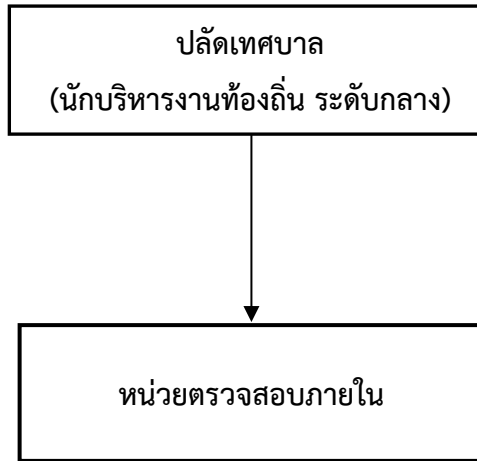 ปลัดเทศบาล
(นักบริหารงานท้องถิ่น ระดับกลาง)
หน่วยตรวจสอบภายใน